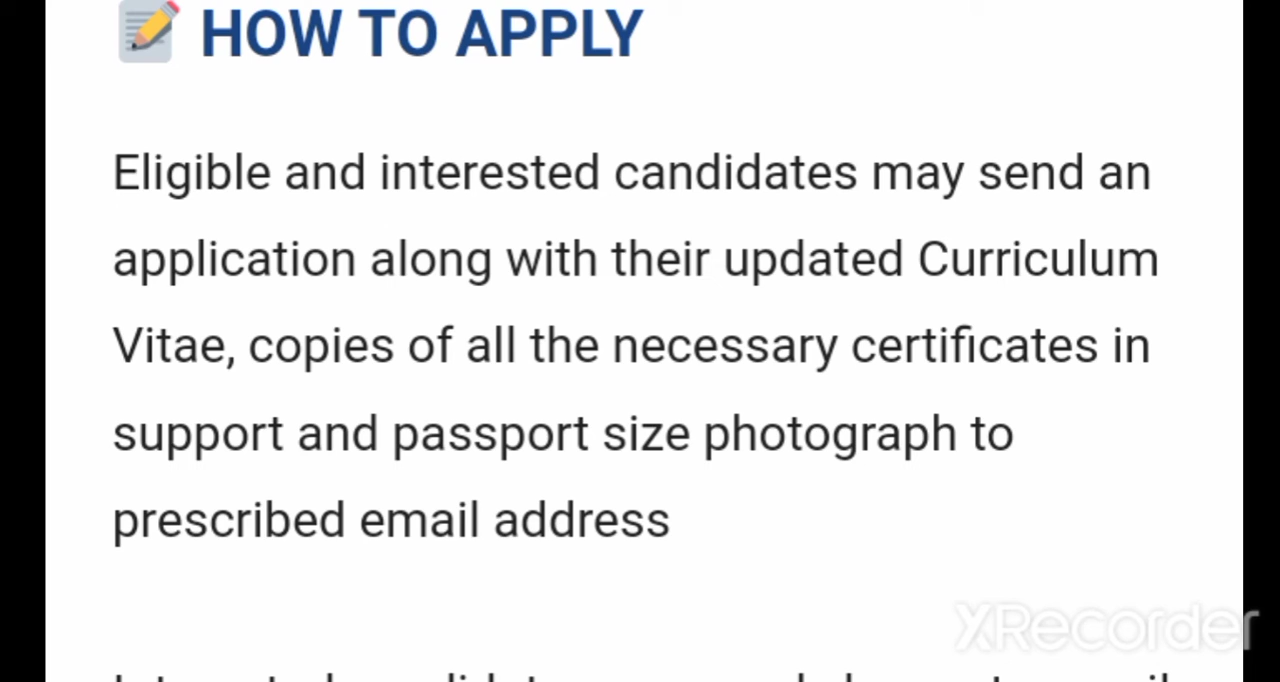 📝 HOW TO APPLY
Eligible and interested candidates may send an
application along with their updated Curriculum
Vitae, copies of all the necessary certificates in
support and passport size photograph to
prescribed email address
XRecorder